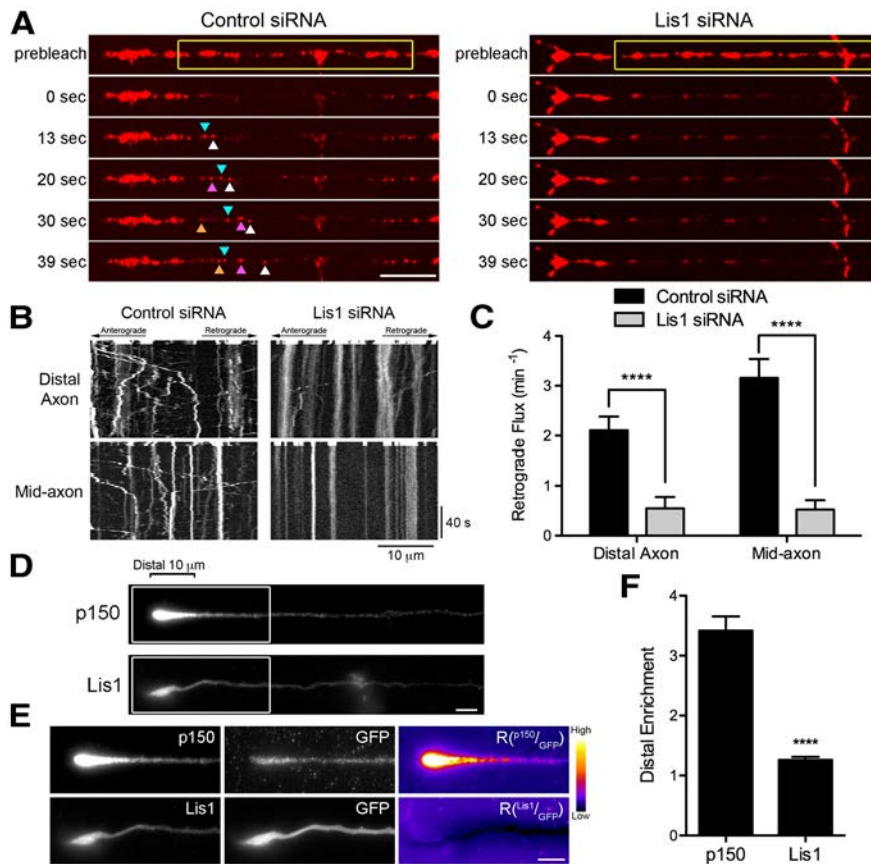 A
Control siRNA
Lis1 siRNA
prebleach
0 sec
13 sec
20 sec
30 sec
39 sec
prebleach
0 sec
13 sec
20 sec
30 sec
39 sec
B
Control siRNA
Lis1 siRNA
Anterograde
Retrograde
Anterograde
Retrograde
Distal
Axon
Mid-axon
40 s
10 µm
C
Control siRNA
Lis1 siRNA
Retrograde Flux (min -1)
4
3
2
1
0
****
****
Distal Axon
Mid-axon
D
Distal 10 µm
p150
Lis1
E
p150
GFP
R(p150/GFP)
High
Low
Lis1
GFP
R(Lis1/GFP)
F
Distal Enrichment
4
3
2
1
0
****
p150
Lis1